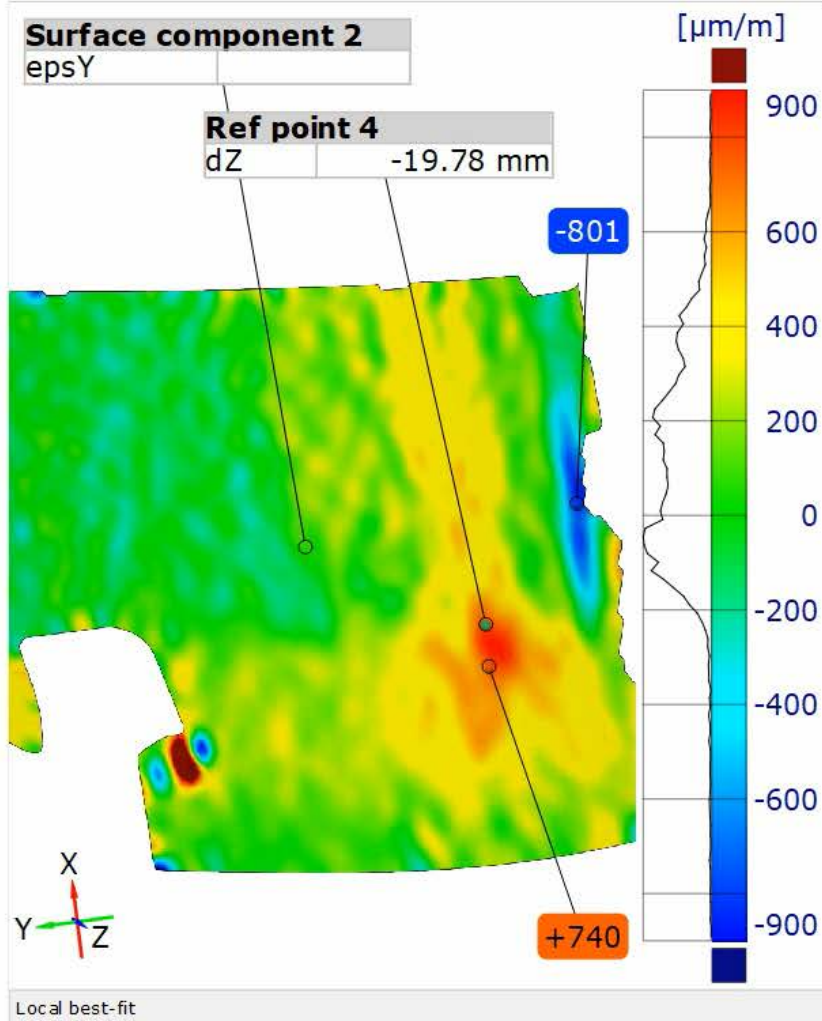 [µm/m]
Surface component 2
epsY
Ref point 4
dZ -19.78 mm
900
-801
600
400
200
0
-200
-400
-600
-900
+740
X
Y
Z
Local best-fit